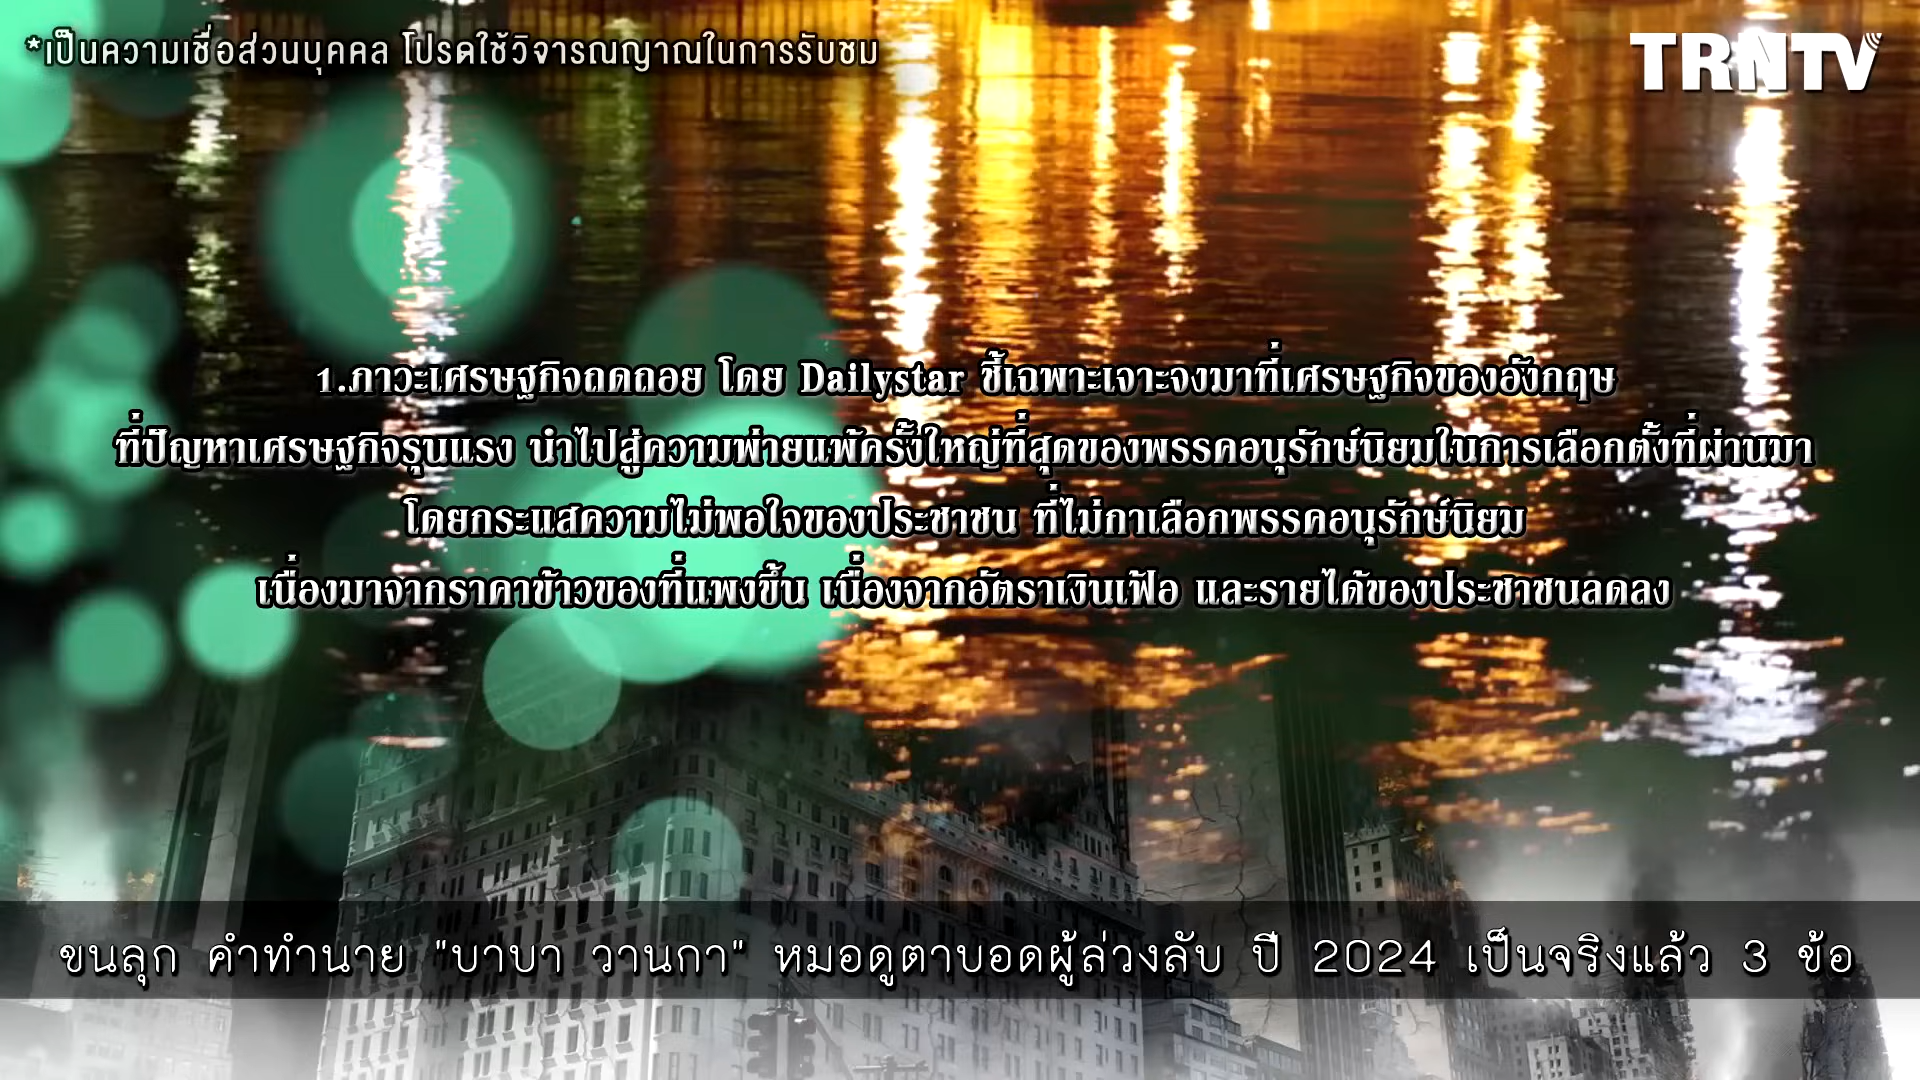 *เป็นความเชื่อส่วนบุคคล โปรดใช้วิจารณญาณในการรับชม
TRNTV
1.ภาวะเศรษฐกิจถดถอย โดย Dailystar ชี้เฉพาะเจาะจงมาที่เศรษฐกิจของอังกฤษ
ที่ปัญหาเศรษฐกิจรุนแรง นำไปสู่ความพ่ายแพ้ครั้งใหญ่ที่สุดของพรรคอนุรักษ์นิยมในการเลือกตั้งที่ผ่านมา
โดยกระแสความไม่พอใจของประชาชน ที่ไม่กาเลือกพรรคอนุรักษ์นิยม
เนื่องมาจากราคาข้าวของที่แพงขึ้น เนื่องจากอัตราเงินเฟ้อ และรายได้ของประชาชนลดลง
ขนลุก คำทำนาย "บาบา วานกา" หมอดูตาบอดผู้ล่วงลับ ปี 2024 เป็นจริงแล้ว 3 ข้อ